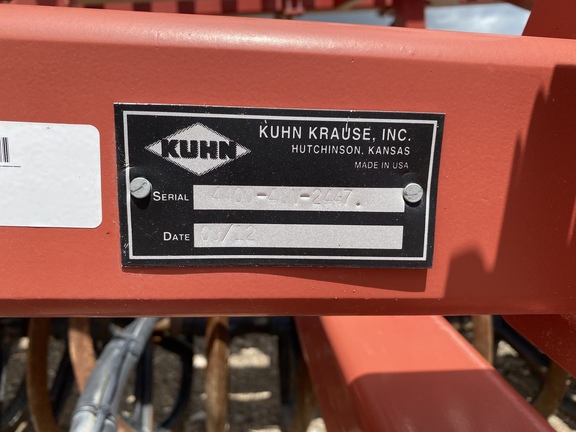 KUHN
KUHN KRAUSE, INC.
HUTCHINSON, KANSAS
MADE IN USA
SERIAL
DATE